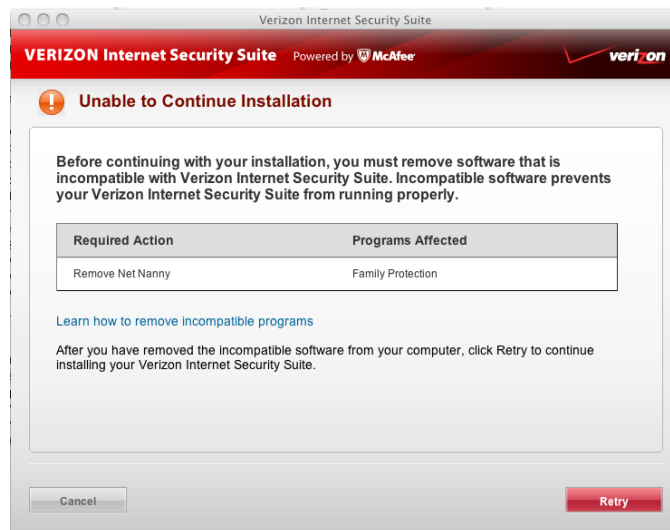 Verizon Internet Security Suite
VERIZON Internet Security Suite Powered by McAfee verizon
Unable to Continue Installation
Before continuing with your installation, you must remove software that is
incompatible with Verizon Internet Security Suite. Incompatible software prevents
your Verizon Internet Security Suite from running properly.
Required Action Programs Affected
Remove Net Nanny Family Protection
Learn how to remove incompatible programs
After you have removed the incompatible software from your computer, click Retry to continue
installing your Verizon Internet Security Suite.
Cancel Retry